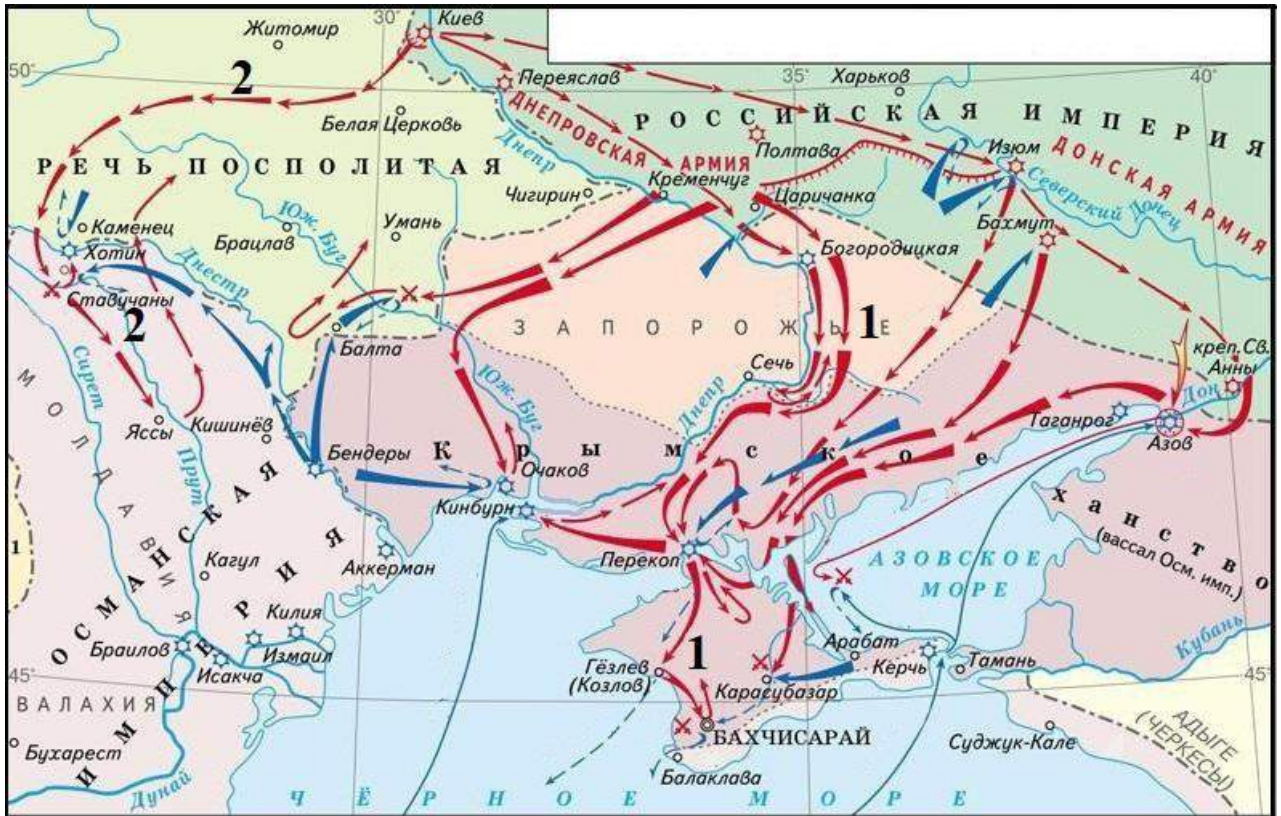 Житомир
30°
Киев
50°
2
Переяслав
35°
Харьков
40°
Белая Церковь
ДНЕПРОВСКАЯ АРМИЯ
Днепр
РОССИЙСКАЯ ИМПЕРИЯ
Полтава
Изюм
ДОНСКАЯ АРМИЯ
РЕЧЬ ПОСПОЛИТАЯ
Чигирин
Кременчуг
Царичанка
Северский Донец
Каменец
Брацлав
Юж. Буг
Умань
Бахмут
Хотин
Днестр
Богородицкая
Ставучаны
2
ЗАПОРОЖЬЕ
1
Балта
Сечь
креп.Св.
Анны
Дон
МОЛДАВИЯ
Сирет
Яссы
Прут
Кишинёв
Юж. Буг
Днепр
Таганрог
Азов
Бендеры
Крымское
Очаков
Кинбурн
ханство
(вассал Осм. имп.)
1
Кагул
Аккерман
Перекоп
АЗОВСКОЕ
МОРЕ
ОСМАНСКАЯ
ИМПЕРИЯ
Килия
Измаил
Браилов
Исакча
Арабат
Керчь
Тамань
Кубань
45°
Гёзлев
(Козлов)
Карасубазар
45°
ВАЛАХИЯ
БАХЧИСАРАЙ
Суджук-Кале
АДЫГЕ
(ЧЕРКЕСЫ)
Бухарест
Балаклава
Дунай
ЧЁРНОЕ МОРЕ